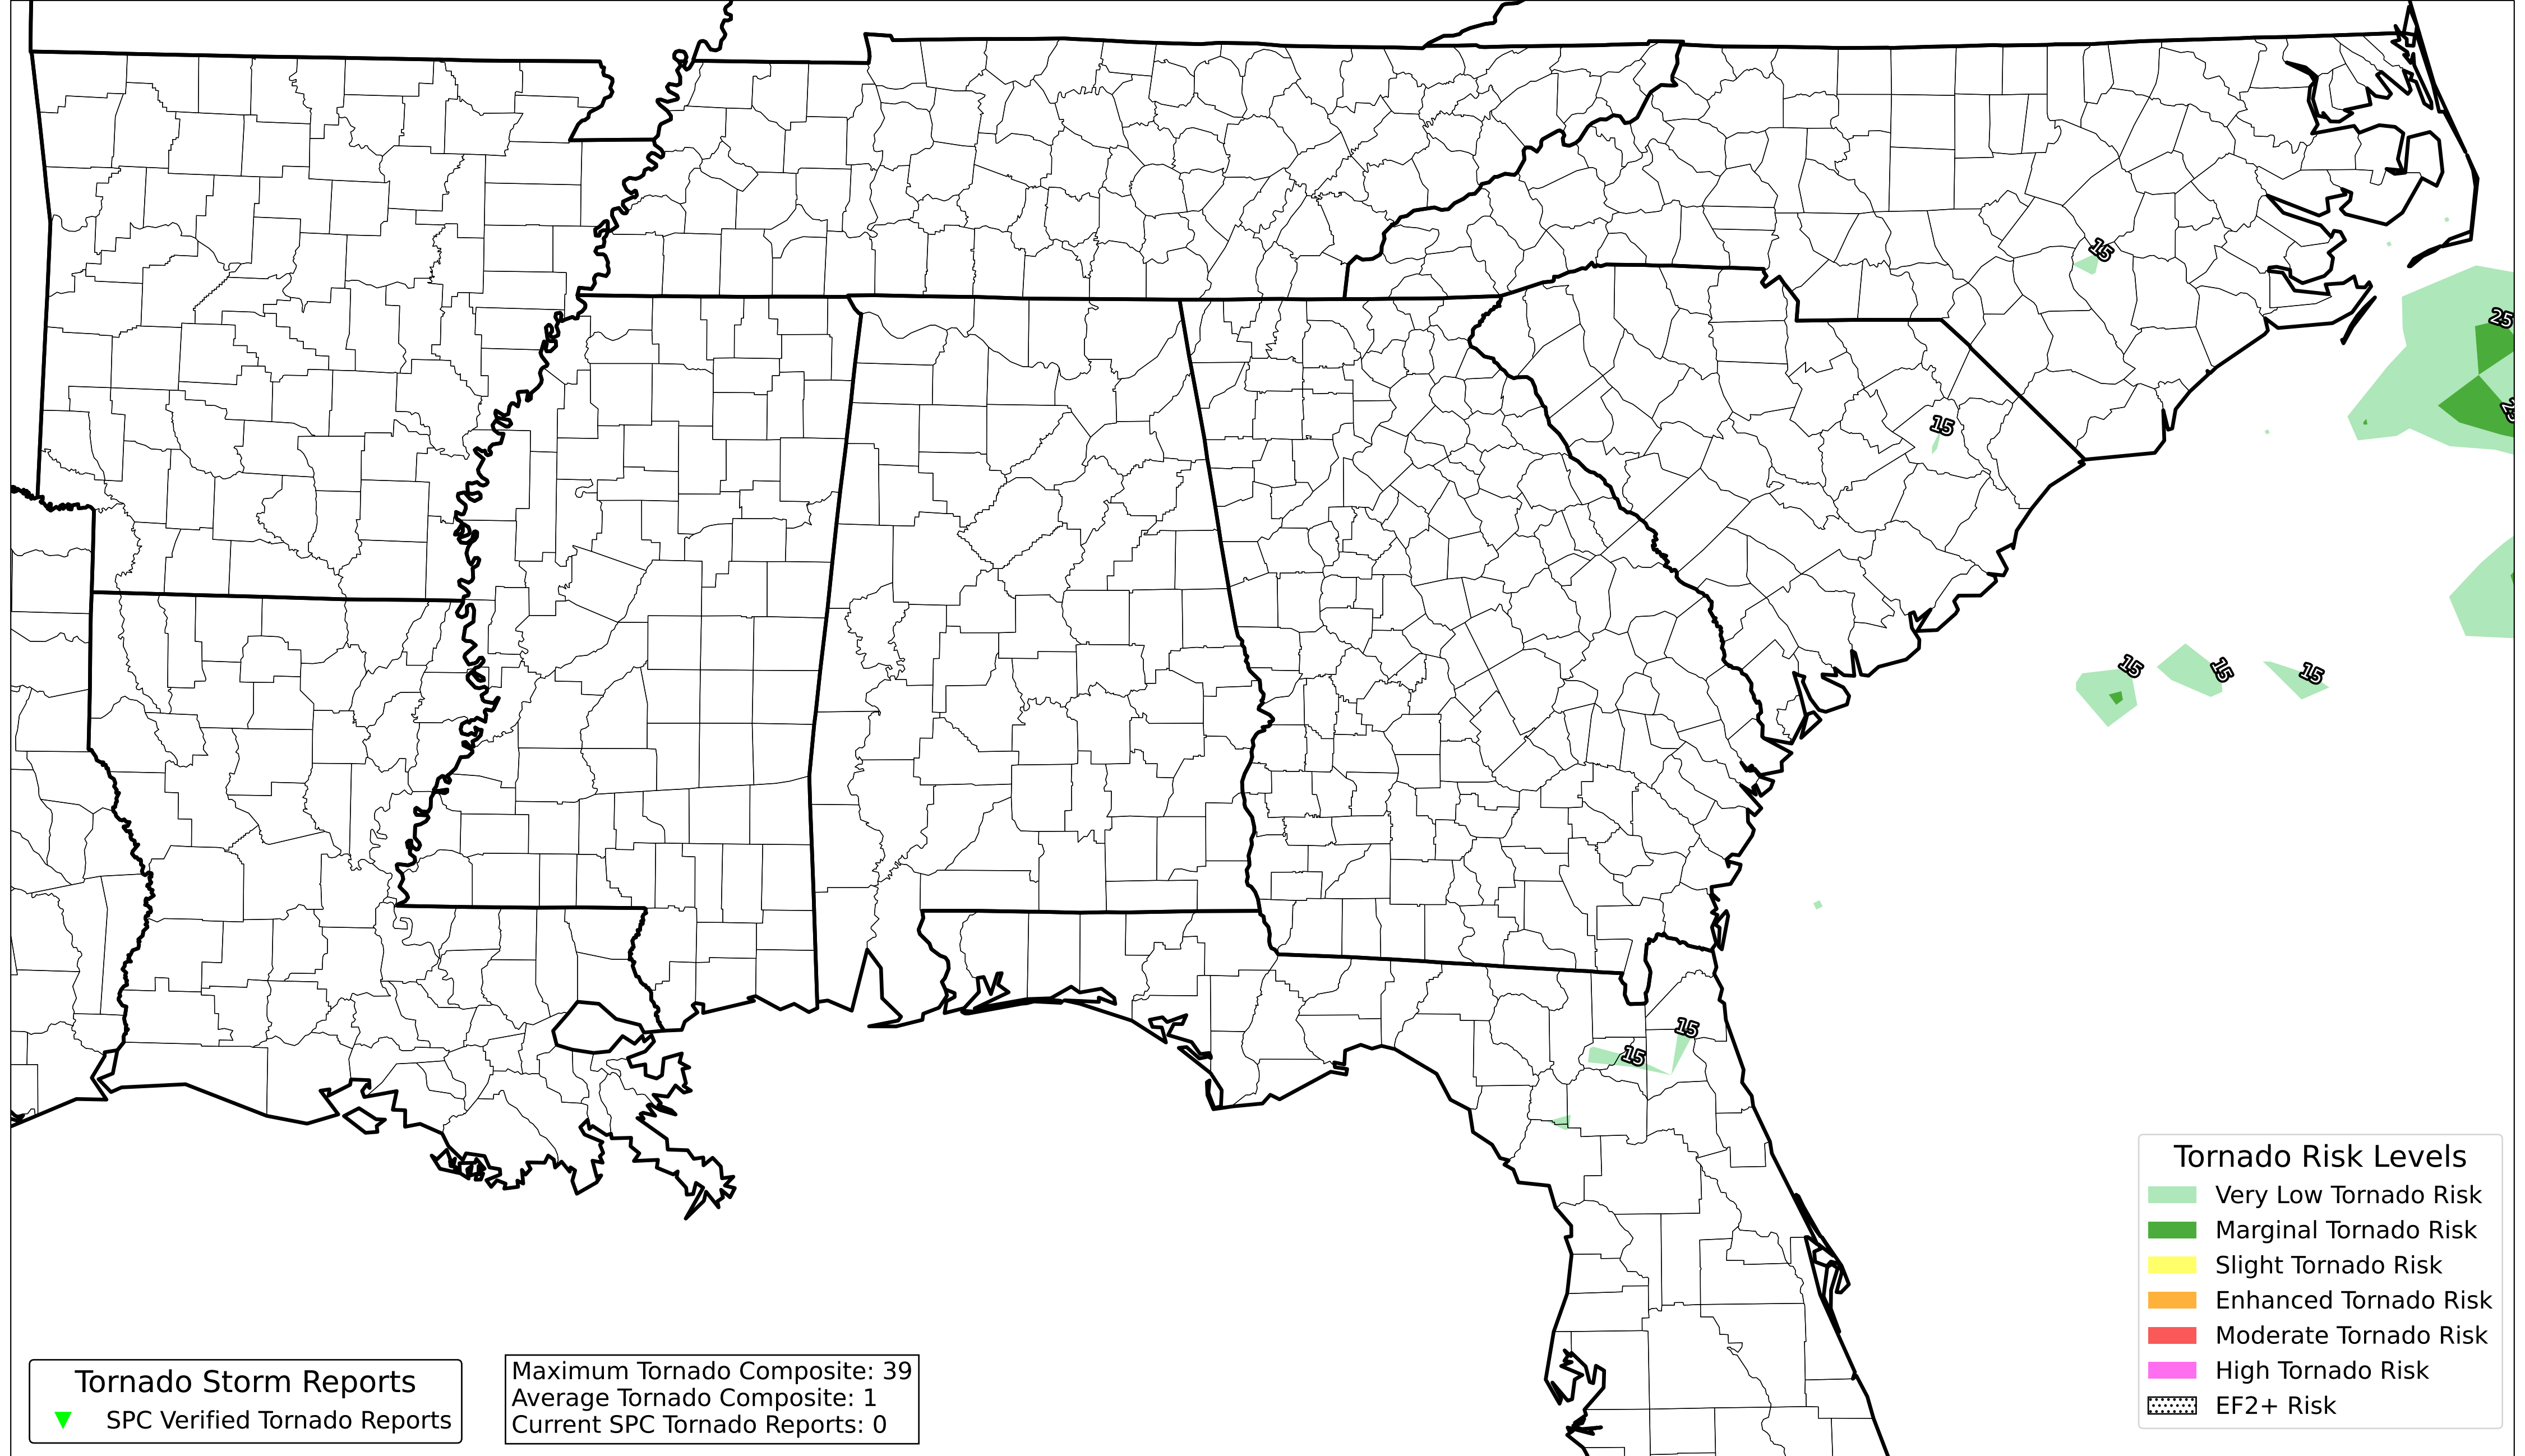 15
25
15
15
15
15
15
15
Tornado Risk Levels
Very Low Tornado Risk
Marginal Tornado Risk
Slight Tornado Risk
Enhanced Tornado Risk
Moderate Tornado Risk
High Tornado Risk
EF2+ Risk
Tornado Storm Reports
SPC Verified Tornado Reports
Maximum Tornado Composite: 39
Average Tornado Composite: 1
Current SPC Tornado Reports: 0